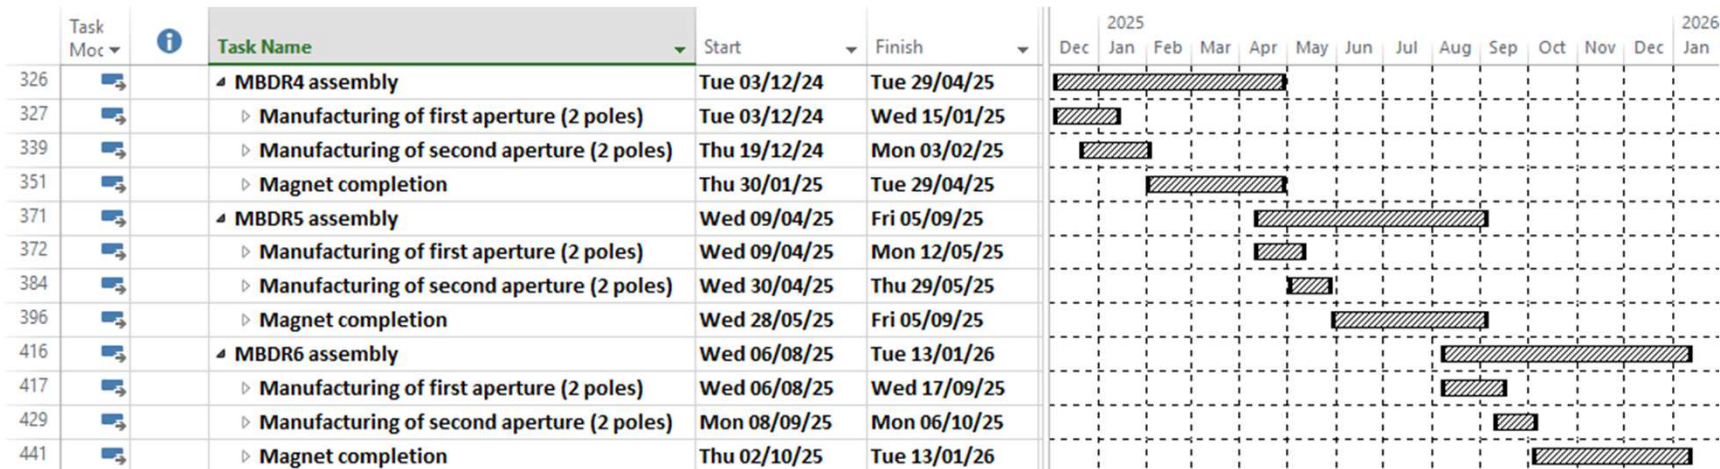 2025 2026
Task Moc Task Name Start Finish Dec Jan Feb Mar Apr May Jun Jul Aug Sep Oct Nov Dec Jan
326 MBDR4 assembly Tue 03/12/24 Tue 29/04/25
327 Manufacturing of first aperture (2 poles) Tue 03/12/24 Wed 15/01/25
339 Manufacturing of second aperture (2 poles) Thu 19/12/24 Mon 03/02/25
351 Magnet completion Thu 30/01/25 Tue 29/04/25
371 MBDR5 assembly Wed 09/04/25 Fri 05/09/25
372 Manufacturing of first aperture (2 poles) Wed 09/04/25 Mon 12/05/25
384 Manufacturing of second aperture (2 poles) Wed 30/04/25 Thu 29/05/25
396 Magnet completion Wed 28/05/25 Fri 05/09/25
416 MBDR6 assembly Wed 06/08/25 Tue 13/01/26
417 Manufacturing of first aperture (2 poles) Wed 06/08/25 Wed 17/09/25
429 Manufacturing of second aperture (2 poles) Mon 08/09/25 Mon 06/10/25
441 Magnet completion Thu 02/10/25 Tue 13/01/26